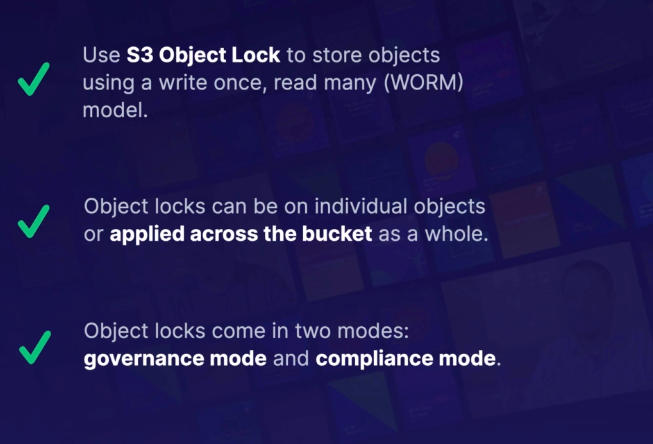 Use S3 Object Lock to store objects
using a write once, read many (WORM)
model.
Object locks can be on individual objects
or applied across the bucket as a whole.
Object locks come in two modes:
governance mode and compliance mode.